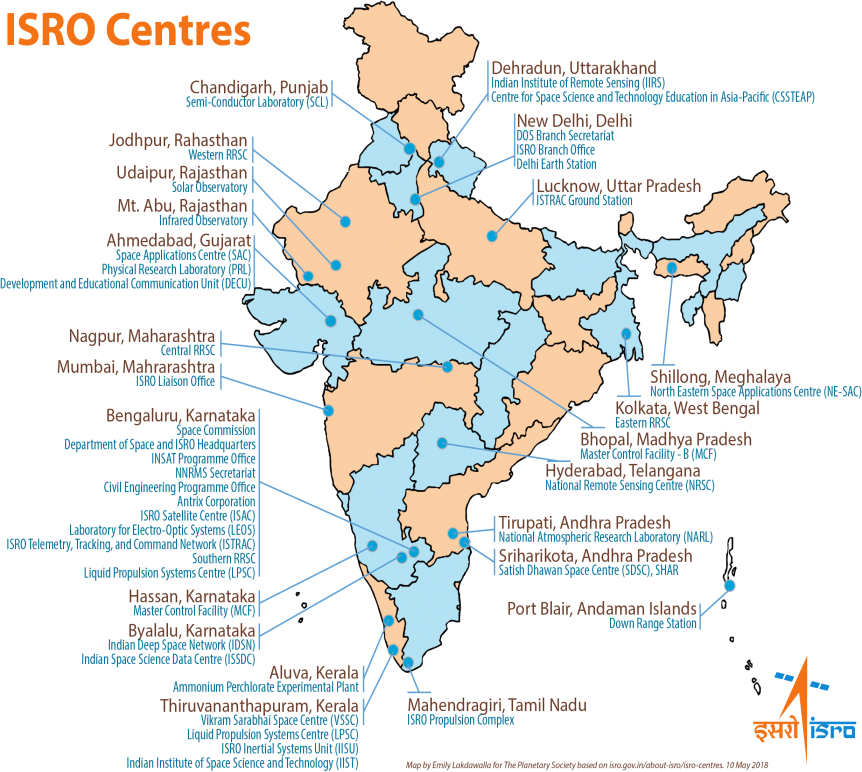 ISRO Centres
Chandigarh, Punjab
Semi-Conductor Laboratory (SCL)
Dehradun, Uttarakhand
Indian Institute of Remote Sensing (IIRS)
Centre for Space Science and Technology Education in Asia-Pacific (CSSTEAP)
New Delhi, Delhi
DOS Branch Secretariat
ISRO Branch Office
Delhi Earth Station
Jodhpur, Rahasthan
Western RRSC
Udaipur, Rajasthan
Solar Observatory
Lucknow, Uttar Pradesh
ISTRAC Ground Station
Mt. Abu, Rajasthan
Infrared Observatory
Ahmedabad, Gujarat
Space Applications Centre (SAC)
Physical Research Laboratory (PRL)
Development and Educational Communication Unit (DECU)
Nagpur, Maharashtra
Central RRSC
Mumbai, Mahrarashtra
ISRO Liaison Office
Shillong, Meghalaya
North Eastern Space Applications Centre (NE-SAC)
Kolkata, West Bengal
Eastern RRSC
Bhopal, Madhya Pradesh
Master Control Facility - B (MCF)
Hyderabad, Telangana
National Remote Sensing Centre (NRSC)
Bengaluru, Karnataka
Space Commission
Department of Space and ISRO Headquarters
INSAT Programme Office
NNRMS Secretariat
Civil Engineering Programme Office
Antrix Corporation
ISRO Satellite Centre (ISAC)
Laboratory for Electro-Optic Systems (LEOS)
ISRO Telemetry, Tracking, and Command Network (ISTRAC)
Southern RRSC
Liquid Propulsion Systems Centre (LPSC)
Tirupati, Andhra Pradesh
National Atmospheric Research Laboratory (NARL)
Sriharikota, Andhra Pradesh
Satish Dhawan Space Centre (SDSC), SHAR
Hassan, Karnataka
Master Control Facility (MCF)
Port Blair, Andaman Islands
Down Range Station
Byalalu, Karnataka
Indian Deep Space Network (IDSN)
Indian Space Science Data Centre (ISSDC)
Aluva, Kerala
Ammonium Perchlorate Experimental Plant
Thiruvananthapuram, Kerala
Vikram Sarabhai Space Centre (VSSC)
Liquid Propulsion Systems Centre (LPSC)
ISRO Inertial Systems Unit (IISU)
Indian Institute of Space Science and Technology (IIST)
Mahendragiri, Tamil Nadu
ISRO Propulsion Complex
इसरो isro
Map by Emily Lakdawalla for The Planetary Society based on isro.gov.in/about-isro/isro-centres. 10 May 2018